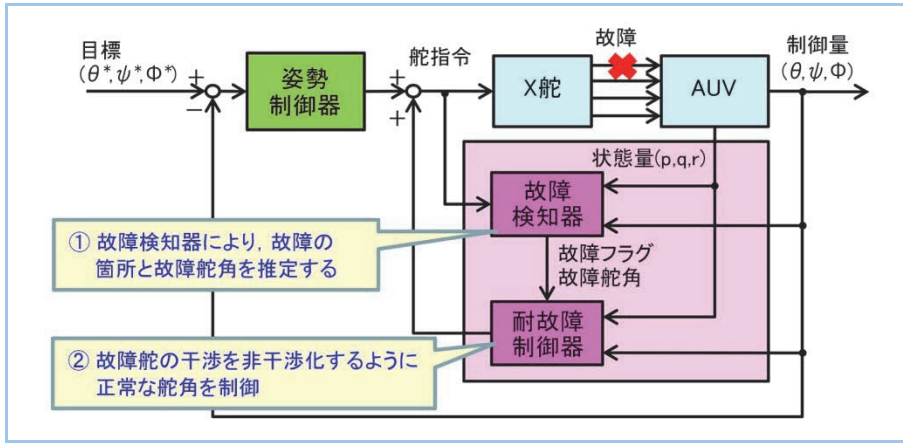 目標
(θ*,ψ*,Φ*)
+
−
姿勢
制御器
+
+
舵指令
X舵
故障
AUV
制御量
(θ,ψ,Φ)
状態量(p,q,r)
故障
検知器
① 故障検知器により，故障の
箇所と故障舵角を推定する
故障フラグ
故障舵角
耐故障
制御器
② 故障舵の干渉を非干渉化するように
正常な舵角を制御